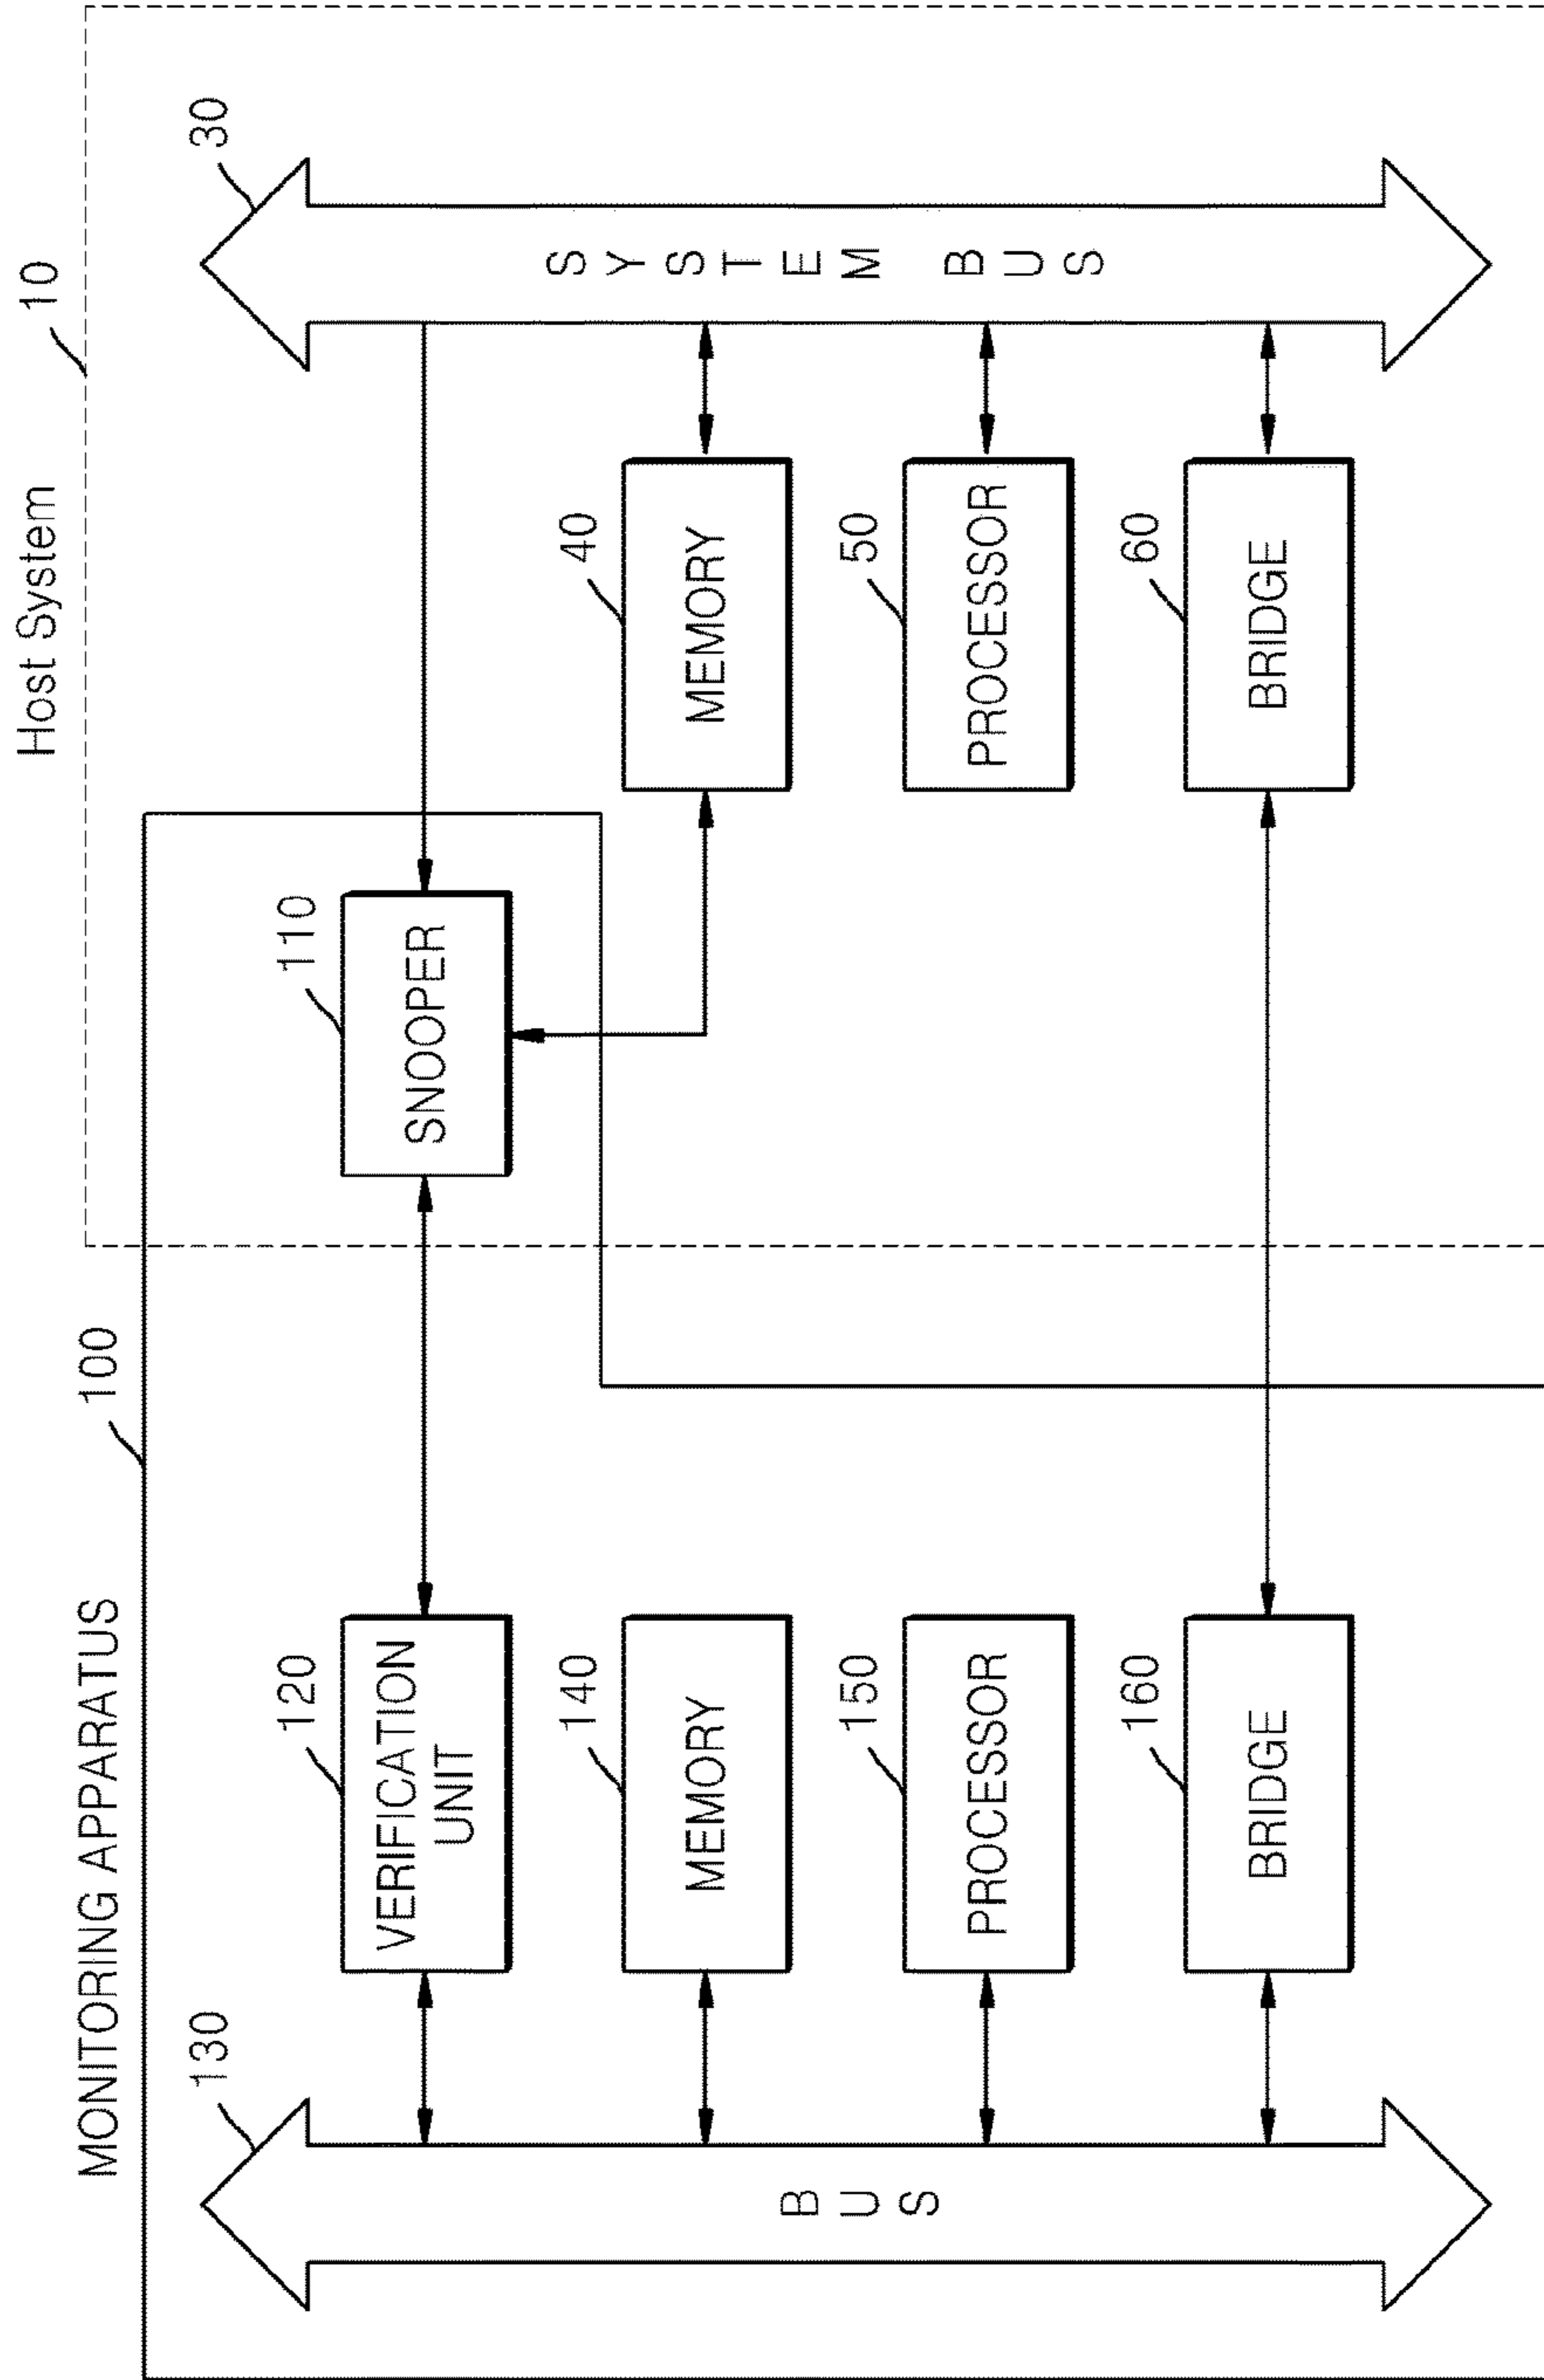 MONITORING APPARATUS
100
Host System
10
130
BUS
120
VERIFICATION
UNIT
110
SNOOPER
30
SYSTEM BUS
140
MEMORY
40
MEMORY
150
PROCESSOR
50
PROCESSOR
160
BRIDGE
60
BRIDGE